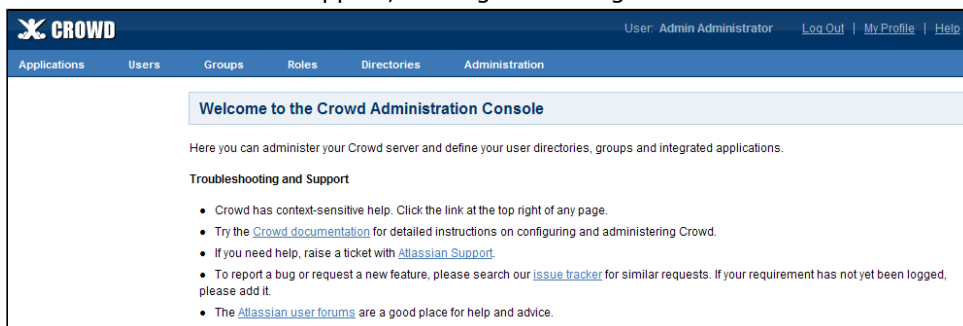 CROWD
User: Admin Administrator Log Out | My Profile | Help
Applications Users Groups Roles Directories Administration
Welcome to the Crowd Administration Console
Here you can administer your Crowd server and define your user directories, groups and integrated applications.
Troubleshooting and Support
• Crowd has context-sensitive help. Click the link at the top right of any page.
• Try the Crowd documentation for detailed instructions on configuring and administering Crowd.
• If you need help, raise a ticket with Atlassian Support.
• To report a bug or request a new feature, please search our issue tracker for similar requests. If your requirement has not yet been logged,
please add it.
• The Atlassian user forums are a good place for help and advice.